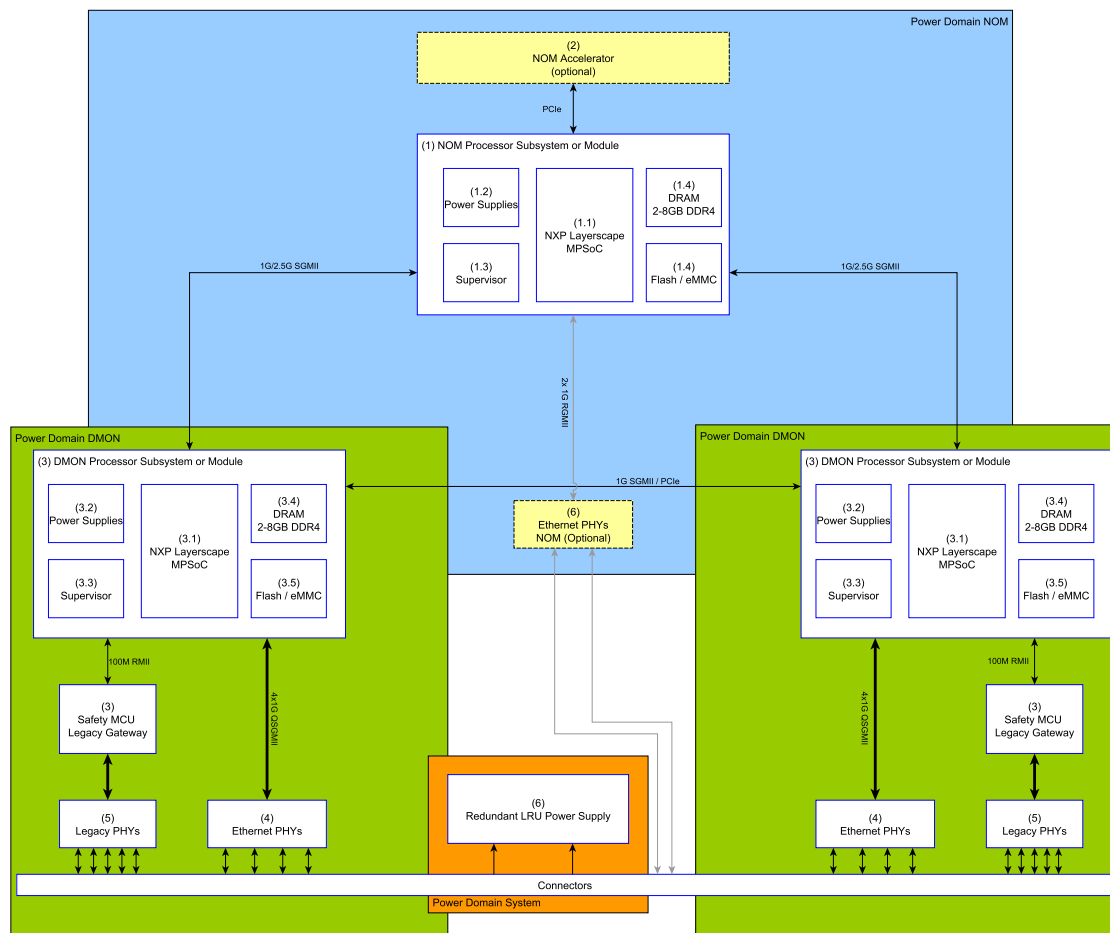 Power Domain NOM
(2)
NOM Accelerator
(optional)
PCIe
(1) NOM Processor Subsystem or Module
(1.2)
Power Supplies
(1.1)
NXP Layerscape
MPSoC
(1.4)
DRAM
2-8GB DDR4
(1.3)
Supervisor
(1.4)
Flash / eMMC
1G/2.5G SGMII
1G/2.5G SGMII
2x 1G RGMII
Power Domain DMON
(3) DMON Processor Subsystem or Module
(3.2)
Power Supplies
(3.1)
NXP Layerscape
MPSoC
(3.4)
DRAM
2-8GB DDR4
(3.3)
Supervisor
(3.5)
Flash / eMMC
1G SGMII / PCIe
(6)
Ethernet PHYs
NOM (Optional)
Power Domain DMON
(3) DMON Processor Subsystem or Module
(3.2)
Power Supplies
(3.1)
NXP Layerscape
MPSoC
(3.4)
DRAM
2-8GB DDR4
(3.3)
Supervisor
(3.5)
Flash / eMMC
100M RMII
4x1G QSGMII
(3)
Safety MCU
Legacy Gateway
(5)
Legacy PHYs
(4)
Ethernet PHYs
(6)
Redundant LRU Power Supply
4x1G QSGMII
100M RMII
(3)
Safety MCU
Legacy Gateway
(4)
Ethernet PHYs
(5)
Legacy PHYs
Connectors
Power Domain System